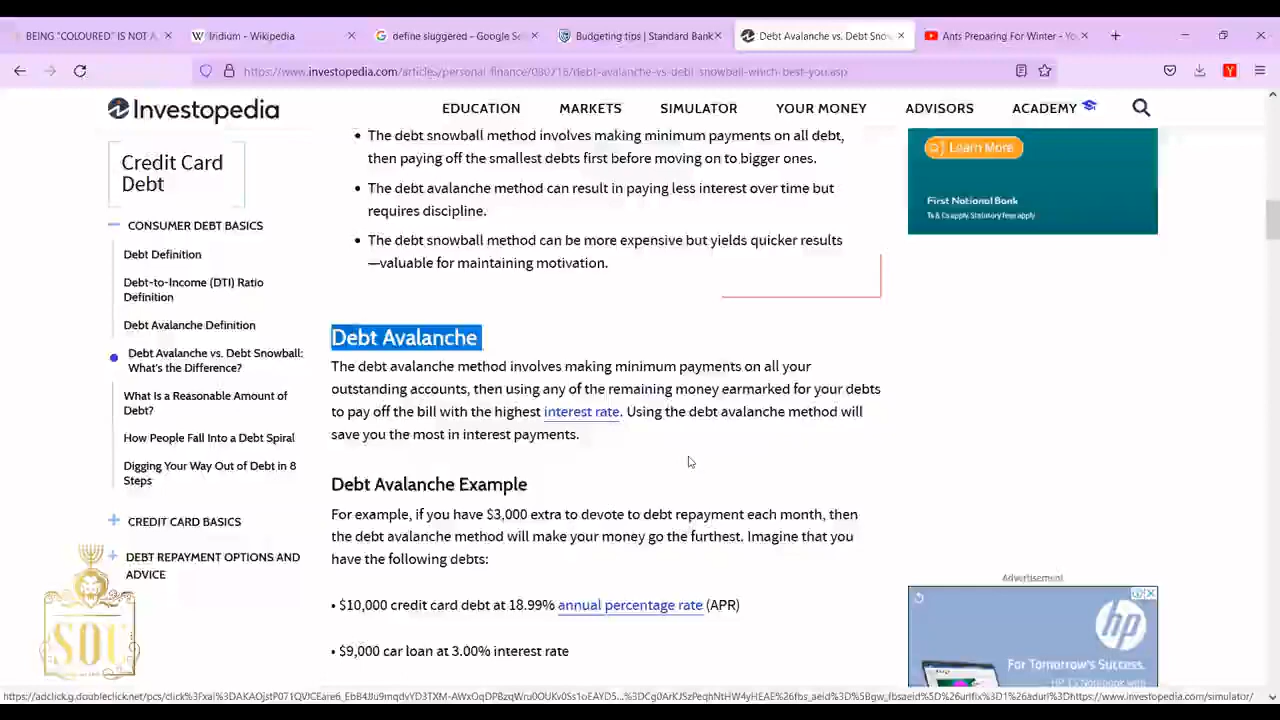 BEING "COLOURED" IS NOT A
Iridium - Wikipedia
define sluggered - Google Se
Budgeting tips | Standard Bank
Debt Avalanche vs. Debt Snow
Ants Preparing For Winter - Yo
https://www.investopedia.com/articles/personal-finance/080716/debt-avalanche-vs-debt-snowball-which-best-you.asp
Investopedia
EDUCATION MARKETS SIMULATOR YOUR MONEY ADVISORS ACADEMY
Credit Card
Debt
CONSUMER DEBT BASICS
Debt Definition
Debt-to-Income (DTI) Ratio
Definition
Debt Avalanche Definition
Debt Avalanche vs. Debt Snowball:
What's the Difference?
What Is a Reasonable Amount of
Debt?
How People Fall Into a Debt Spiral
Digging Your Way Out of Debt in 8
Steps
CREDIT CARD BASICS
DEBT REPAYMENT OPTIONS AND
ADVICE
SOU
• The debt snowball method involves making minimum payments on all debt,
then paying off the smallest debts first before moving on to bigger ones.
• The debt avalanche method can result in paying less interest over time but
requires discipline.
• The debt snowball method can be more expensive but yields quicker results
—valuable for maintaining motivation.
Debt Avalanche
The debt avalanche method involves making minimum payments on all your
outstanding accounts, then using any of the remaining money earmarked for your debts
to pay off the bill with the highest interest rate. Using the debt avalanche method will
save you the most in interest payments.
Debt Avalanche Example
For example, if you have $3,000 extra to devote to debt repayment each month, then
the debt avalanche method will make your money go the furthest. Imagine that you
have the following debts:
• $10,000 credit card debt at 18.99% annual percentage rate (APR)
• $9,000 car loan at 3.00% interest rate
Learn More
First National Bank
Ts & Cs apply. Statutory fees apply
Advertisement
hp
For Tomorrow's Success.
HP 15 Notebook with